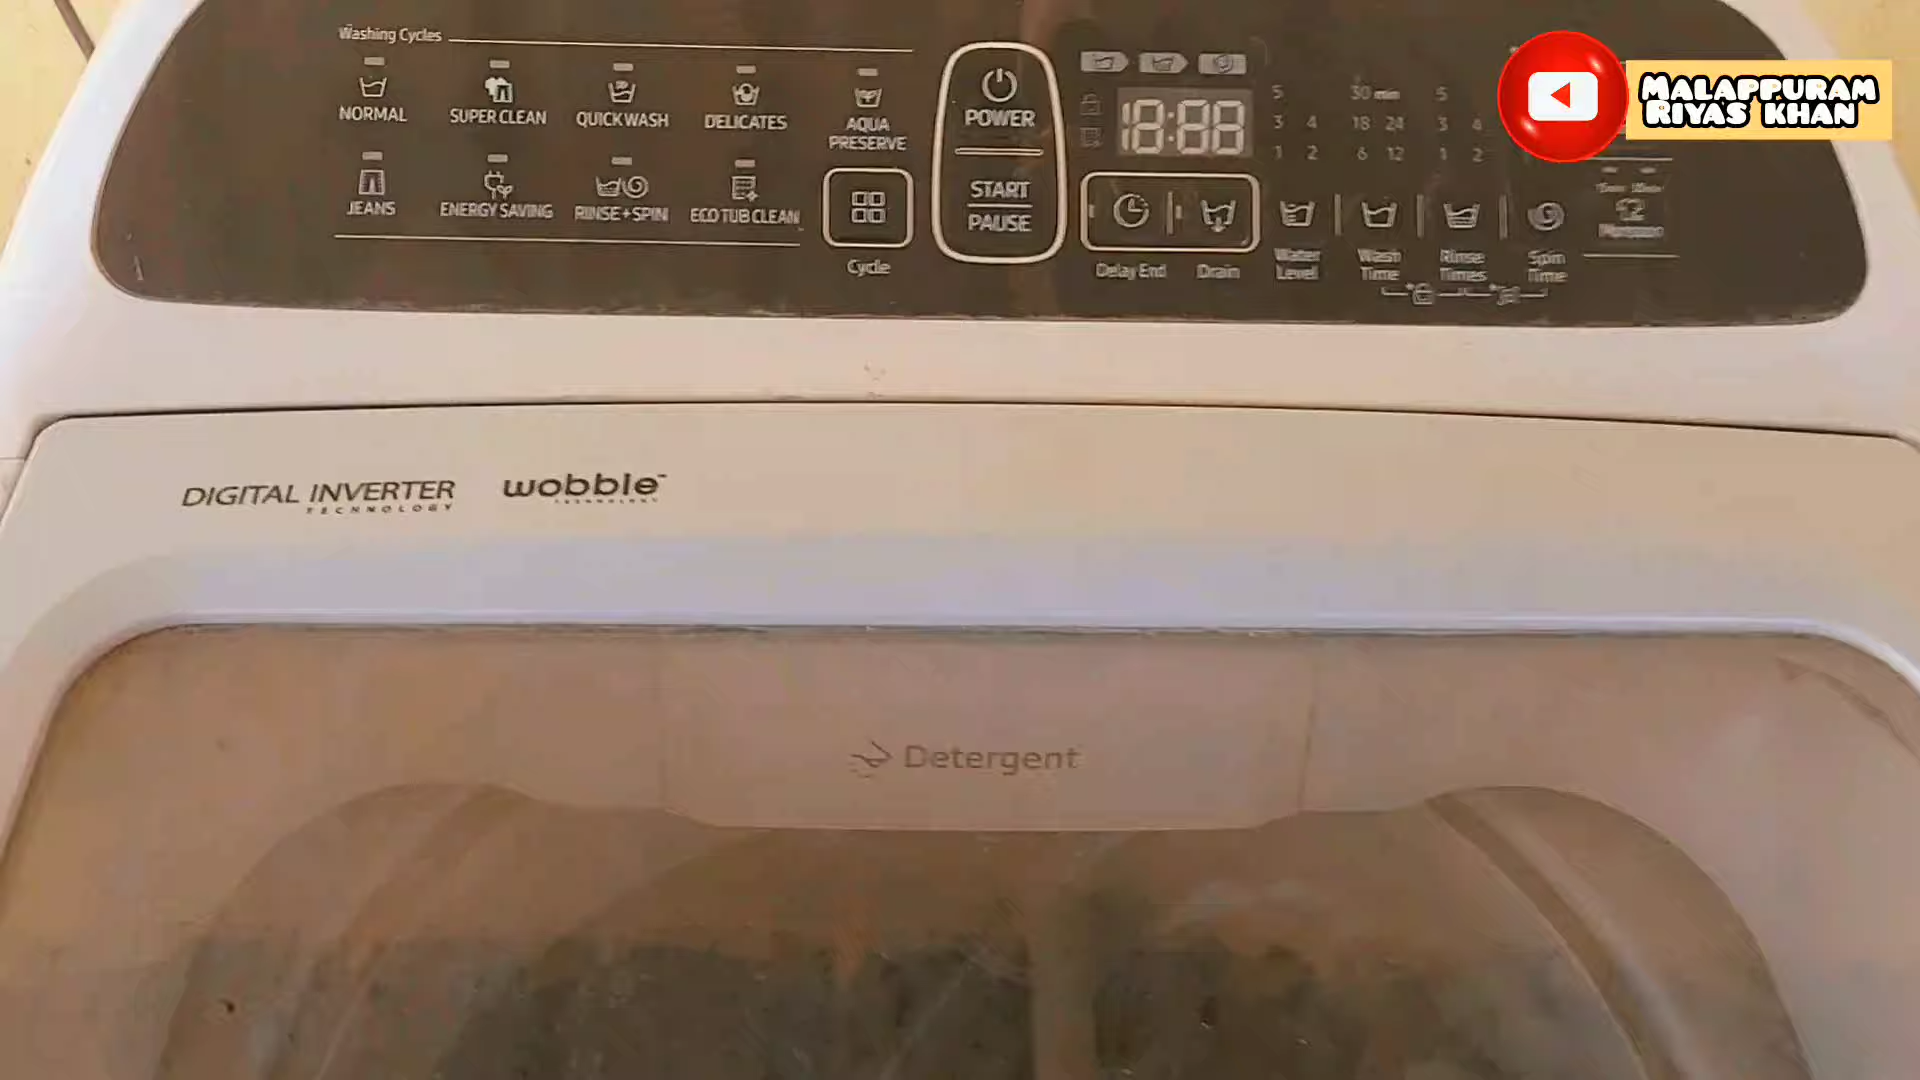 Washing Cycles
NORMAL
SUPER CLEAN
QUICK WASH
DELICATES
AQUA
PRESERVE
JEANS
ENERGY SAVING
RINSE+SPIN
ECO TUB CLEAN
Cycle
POWER
START
PAUSE
18:88
Delay End
Drain
5
3 4
1 2
30 min
18 24
6 12
5
3 4
1 2
Water
Level
Wash
Time
Rinse
Times
Spin
Time
MALAPPURAM
RIYAS KHAN
DIGITAL INVERTER
TECHNOLOGY
wobble™
TECHNOLOGY
Detergent